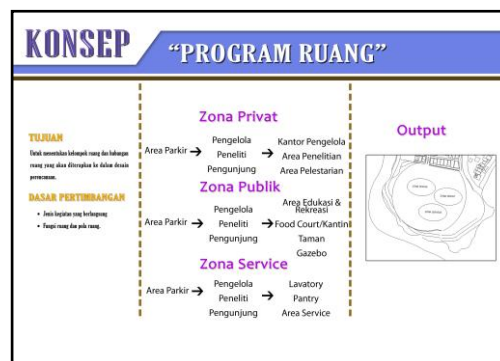 KONSEP
“PROGRAM RUANG”
TUJUAN
Untuk menentukan kelompok ruang dan hubungan
ruang yang akan diterapkan ke dalam desain
perencanaan.
DASAR PERTIMBANGAN
• Jenis kegiatan yang berlangsung
• Fungsi ruang dan pola ruang.
Zona Privat
Area Parkir → Pengelola Peneliti Pengunjung → Kantor Pengelola Area Penelitian Area Pelestarian
Zona Publik
Area Parkir → Pengelola Peneliti Pengunjung → Area Edukasi & Rekreasi Food Court/Kantin Taman Gazebo
Zona Service
Area Parkir → Pengelola Peneliti Pengunjung → Lavatory Pantry Area Service
Output